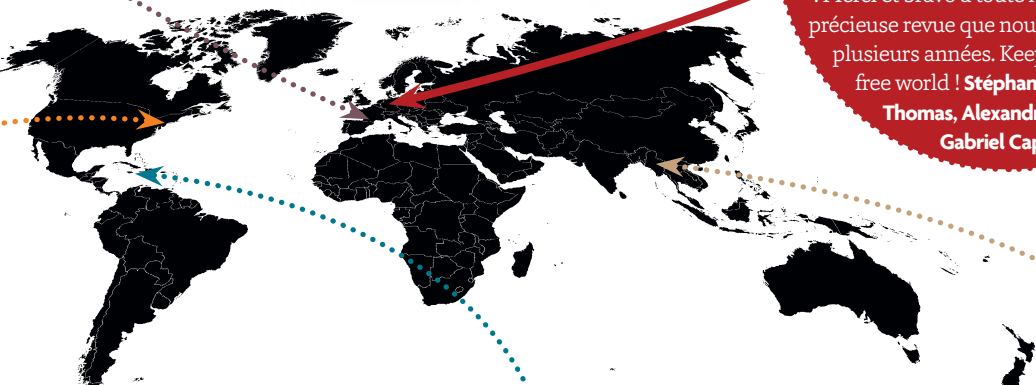 précieuse revue que nou
plusieurs années. Keep
free world ! Stéphan
Thomas, Alexandr
Gabriel Cap